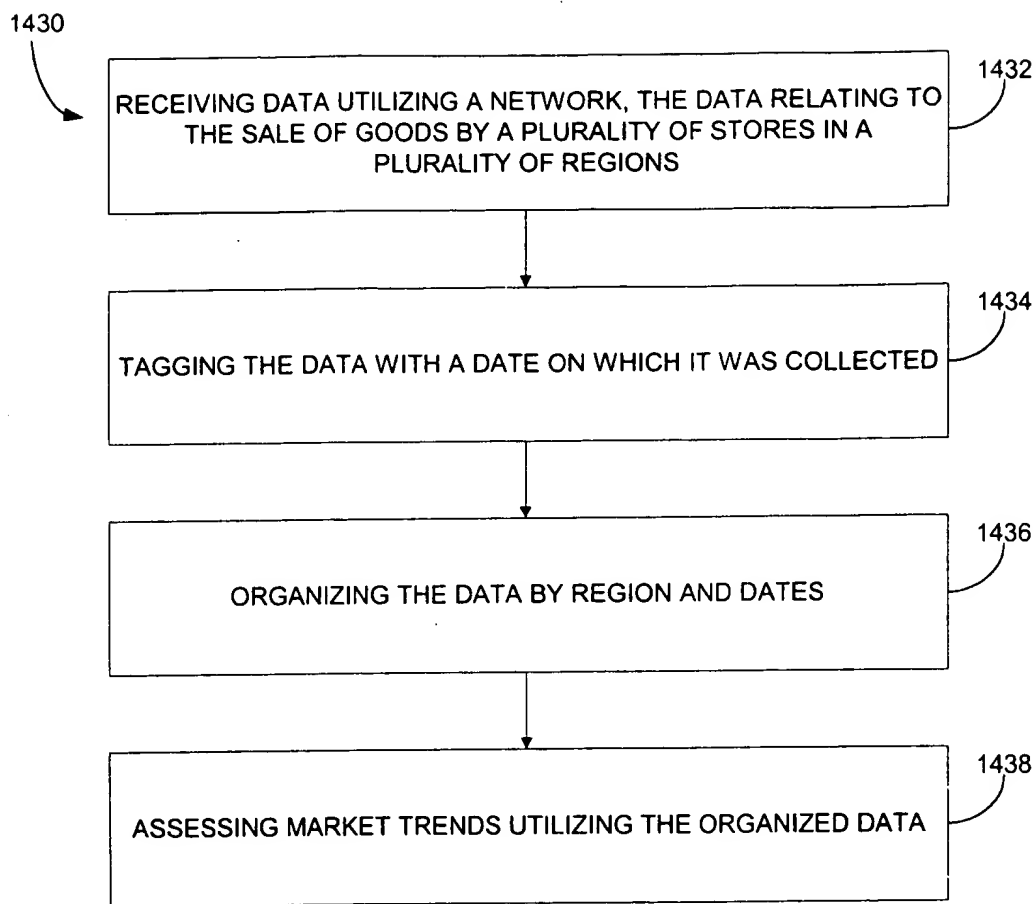 1430
1432
RECEIVING DATA UTILIZING A NETWORK, THE DATA RELATING TO
THE SALE OF GOODS BY A PLURALITY OF STORES IN A
PLURALITY OF REGIONS
1434
TAGGING THE DATA WITH A DATE ON WHICH IT WAS COLLECTED
1436
ORGANIZING THE DATA BY REGION AND DATES
1438
ASSESSING MARKET TRENDS UTILIZING THE ORGANIZED DATA